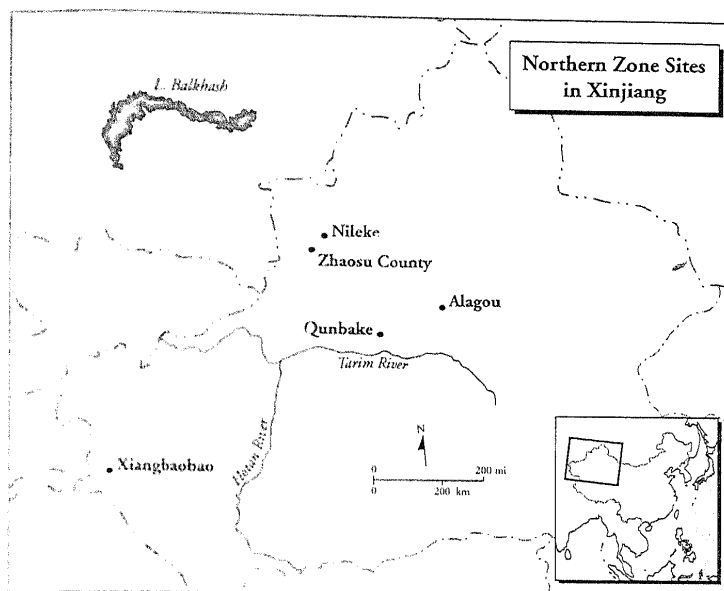 Northern Zone Sites
in Xinjiang
L. Balkhash
Nileke
Zhaosu County
Alagou
Qunbake
Tarim River
Hotan River
Xiangbaobao
N
0 200 mi
0 200 km